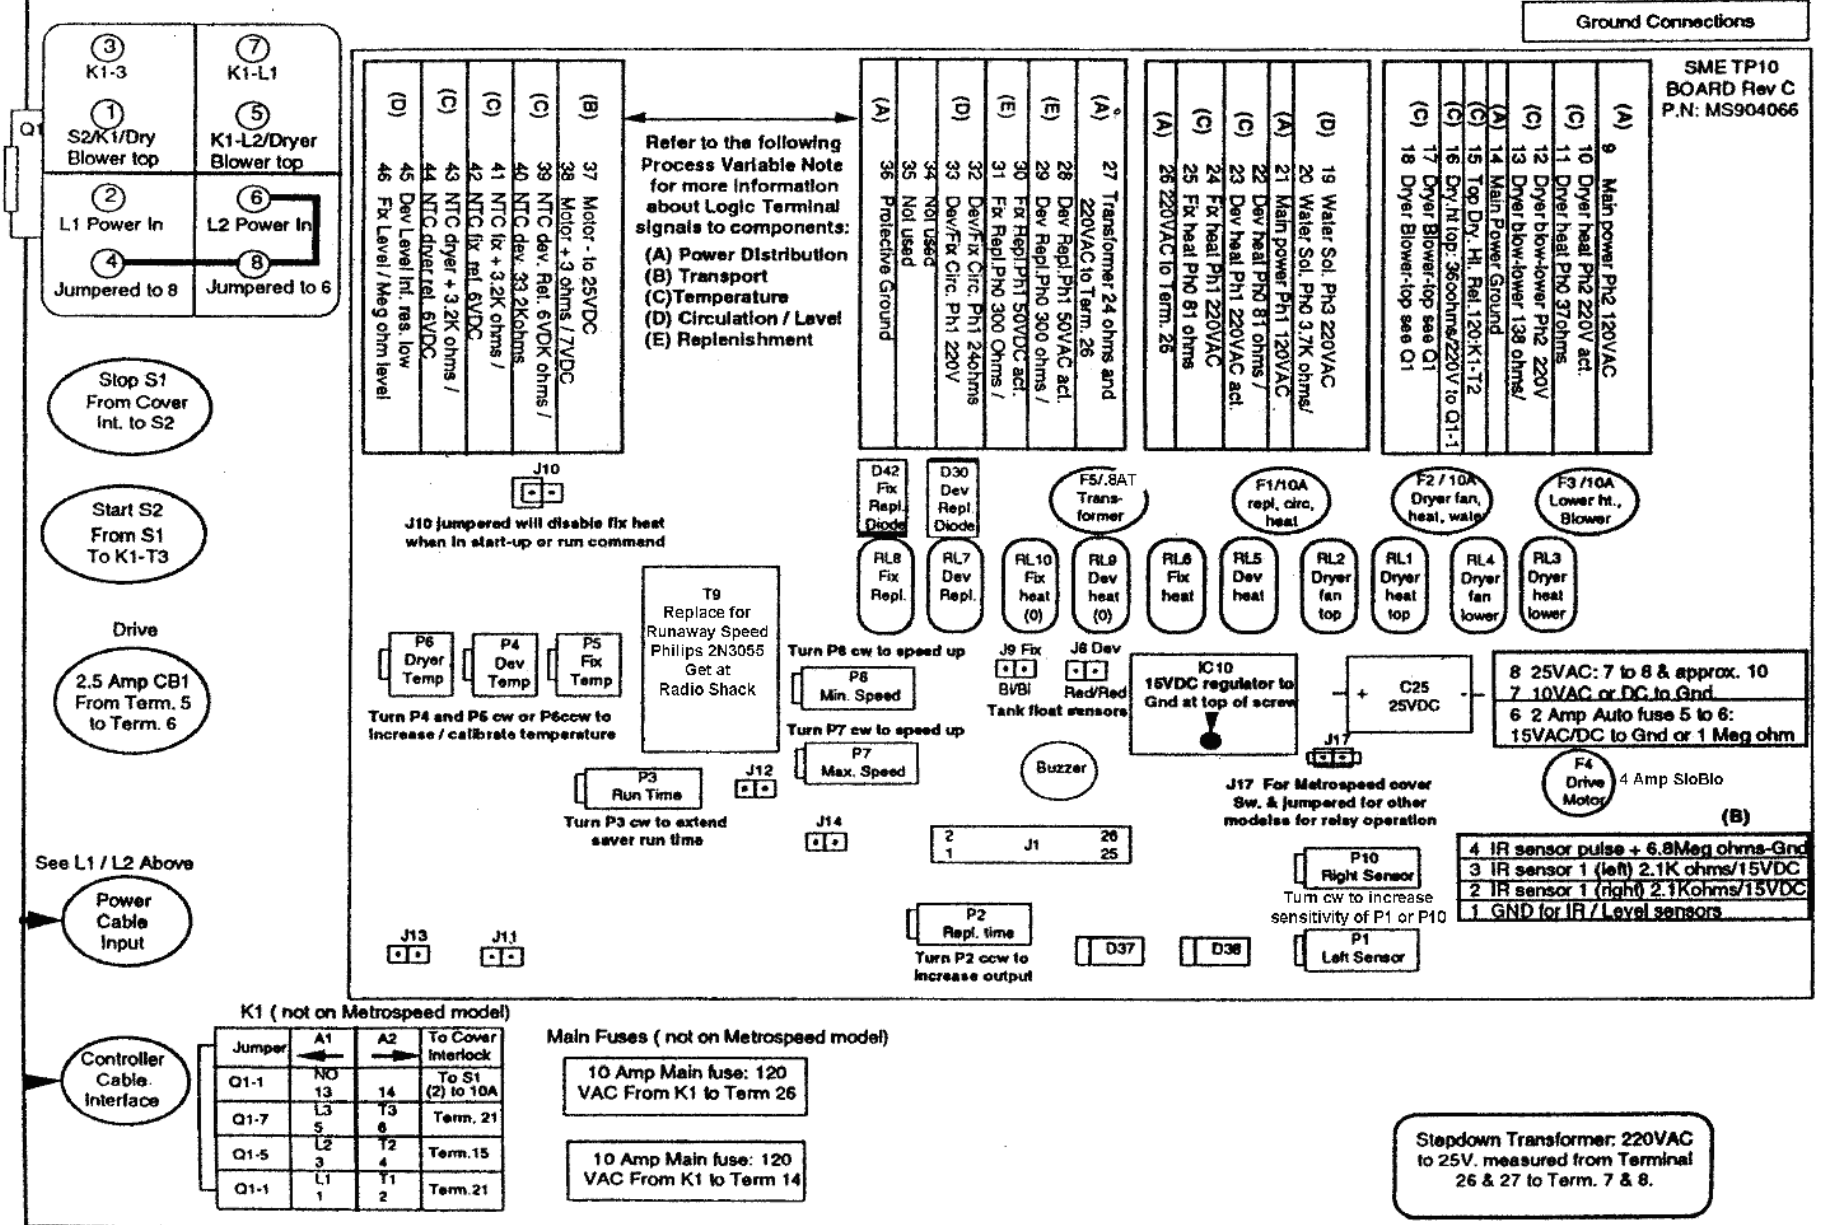 Ground Connections
SME TP10
BOARD Rev C
P.N: MS904066
3
K1-3
7
K1-L1
Q1
1
S2/K1/Dry
Blower top
5
K1-L2/Dryer
Blower top
2
L1 Power In
6
L2 Power In
4
Jumpered to 8
8
Jumpered to 6
Stop S1
From Cover
Int. to S2
Start S2
From S1
To K1-T3
Drive
2.5 Amp CB1
From Term. 5
to Term. 6
See L1 / L2 Above
Power
Cable
Input
Controller
Cable
Interface
(B)
37 Motor - to 25VDC
38 Motor + 3 ohms / 7VDC
(C)
39 NTC dev. Ret. 6VDK ohms /
40 NTC dev. 33.2Kohms
(C)
41 NTC fix + 3.2K ohms /
42 NTC fix ref. 6VDC
(C)
43 NTC dryer + 3.2K ohms /
44 NTC dryer ret. 6VDC
(D)
45 Dev Level Inf. res. low
46 Fix Level / Meg ohm level
Refer to the following
Process Variable Note
for more Information
about Logic Terminal
signals to components:
(A) Power Distribution
(B) Transport
(C)Temperature
(D) Circulation / Level
(E) Replenishment
(A)
27 Transformer 24 ohms and
220VAC to Term. 26
(E)
28 Dev Repl.Ph1 50VAC act.
29 Dev Repl.Ph0 300 ohms /
(E)
30 Fix Repl.Ph1 50VDC act.
31 Fix Repl.Ph0 300 Ohms /
(D)
32 Dev/Fix Circ. Ph1 24ohms
33 Dev/Fix Circ. Ph1 220V
34 Not used
35 Not used
(A)
36 Protective Ground
(D)
19 Water Sol. Ph3 220VAC
20 Water Sol. Ph0 3.7K ohms/
(A)
21 Main power Ph1 120VAC
(C)
22 Dev heat Ph0 81 ohms /
23 Dev heat Ph1 220VAC act.
(C)
24 Fix heat Ph1 220VAC
25 Fix heat Ph0 81 ohms
(A)
26 220VAC to Term. 26
(A)
9 Main power Ph2 120VAC
(C)
10 Dryer heat Ph2 220V act.
11 Dryer heat Ph0 37ohms
(C)
12 Dryer blow-lower Ph2 220V
13 Dryer blow-lower 138 ohms/
(A)
14 Main Power Ground
(C)
15 Top Dry. Ht. Rel. 120:K1-T2
(C)
16 Dry.ht top: 36oohms/220V to Q1-1
(C)
17 Dryer Blower-top see Q1
18 Dryer Blower-top see Q1
J10
J10 jumpered will disable fix heat
when in start-up or run command
D42
Fix
Repl.
Diode
D30
Dev
Repl.
Diode
F5/.8AT
Trans-
former
F1/10A
repl, circ,
heat
F2 / 10A
Dryer fan,
heat, wate
F3 /10A
Lower ht.,
Blower
RL8
Fix
Repl.
RL7
Dev
Repl.
RL10
Fix
heat
(0)
RL9
Dev
heat
(0)
RL6
Fix
heat
RL5
Dev
heat
RL2
Dryer
fan
top
RL1
Dryer
heat
top
RL4
Dryer
fan
lower
RL3
Dryer
heat
lower
T9
Replace for
Runaway Speed
Philips 2N3055
Get at
Radio Shack
P6
Dryer
Temp
P4
Dev
Temp
P5
Fix
Temp
Turn P4 and P5 cw or P6ccw to
Increase / calibrate temperature
Turn P8 cw to speed up
P8
Min. Speed
Turn P7 cw to speed up
P7
Max. Speed
J9 Fix
Bl/Bl
J8 Dev
Red/Red
Tank float sensors
IC10
15VDC regulator to
Gnd at top of screw
+
C25
25VDC
-
8 25VAC: 7 to 8 & approx. 10
7 10VAC or DC to Gnd
6 2 Amp Auto fuse 5 to 6:
15VAC/DC to Gnd or 1 Meg ohm
P3
Run Time
Turn P3 cw to extend
saver run time
J12
J14
Buzzer
J17
J17 For Metrospeed cover
Sw. & jumpered for other
modelse for relay operation
F4
Drive
Motor
4 Amp SloBlo
(B)
4 IR sensor pulse + 6.8Meg ohms-Gnd
3 IR sensor 1 (left) 2.1K ohms/15VDC
2 IR sensor 1 (right) 2.1Kohms/15VDC
1 GND for IR / Level sensors
2 26
J1
1 25
P10
Right Sensor
Turn cw to increase
sensitivity of P1 or P10
P1
Left Sensor
P2
Repl. time
Turn P2 ccw to
increase output
D37
D38
J13
J11
K1 ( not on Metrospeed model)
Jumper A1 A2 To Cover
Interlock
Q1-1 NO 13 14 To S1
(2) to 10A
Q1-7 L3 5 T3 6 Term. 21
Q1-5 L2 3 T2 4 Term.15
Q1-1 L1 1 T1 2 Term.21
Main Fuses ( not on Metrospeed model)
10 Amp Main fuse: 120
VAC From K1 to Term 26
10 Amp Main fuse: 120
VAC From K1 to Term 14
Stepdown Transformer: 220VAC
to 25V. measured from Terminal
26 & 27 to Term. 7 & 8.